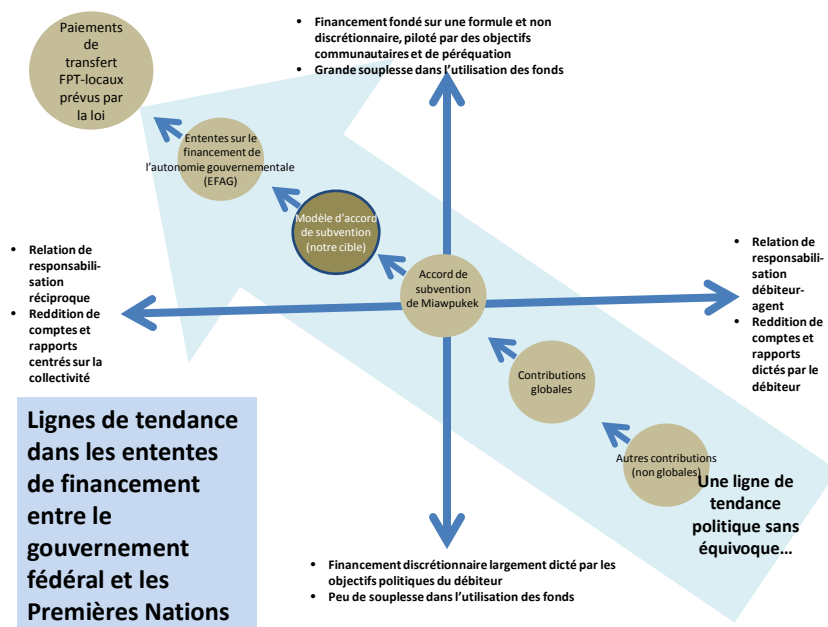 Paiements
de
transfert
FPT-locaux
prévus par
la loi
• Financement fondé sur une formule et non
discrétionnaire, piloté par des objectifs
communautaires et de péréquation
• Grande souplesse dans l'utilisation des fonds
Ententes sur le
financement de
l'autonomie gouvernementale
(EFAG)
Modèle d'accord
de subvention
(notre cible)
• Relation de
responsabili-
sation
réciproque
• Reddition de
comptes et
rapports
centrés sur la
collectivité
Accord de
subvention
de Miawpukek
• Relation de
responsabili-
sation
débiteur-
agent
• Reddition de
comptes et
rapports
dictés par le
débiteur
Contributions
globales
Autres contributions
(non globales)
Une ligne de
tendance
politique sans
équivoque...
Lignes de tendance
dans les ententes
de financement
entre le
gouvernement
fédéral et les
Premières Nations
• Financement discrétionnaire largement dicté par les
objectifs politiques du débiteur
• Peu de souplesse dans l'utilisation des fonds